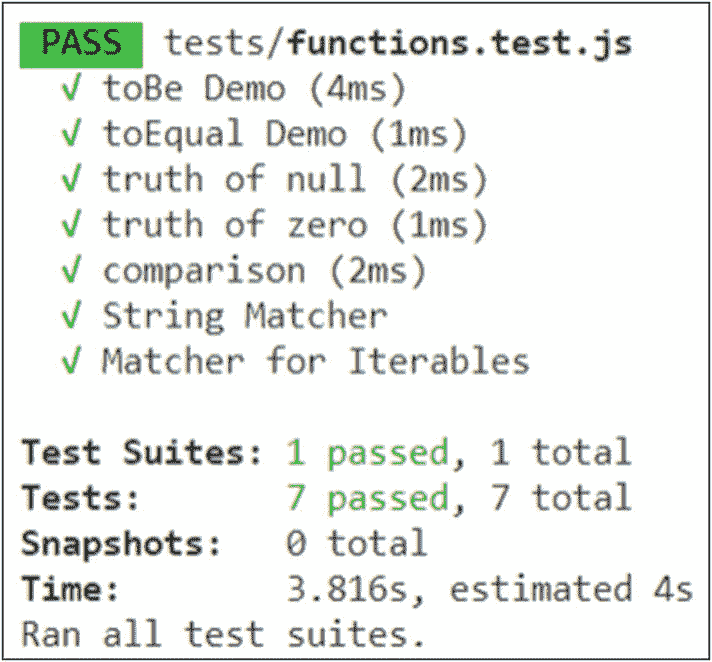 PASS tests/functions.test.js
√ toBe Demo (4ms)
√ toEqual Demo (1ms)
√ truth of null (2ms)
√ truth of zero (1ms)
√ comparison (2ms)
√ String Matcher
√ Matcher for Iterables
Test Suites: 1 passed, 1 total
Tests: 7 passed, 7 total
Snapshots: 0 total
Time: 3.816s, estimated 4s
Ran all test suites.